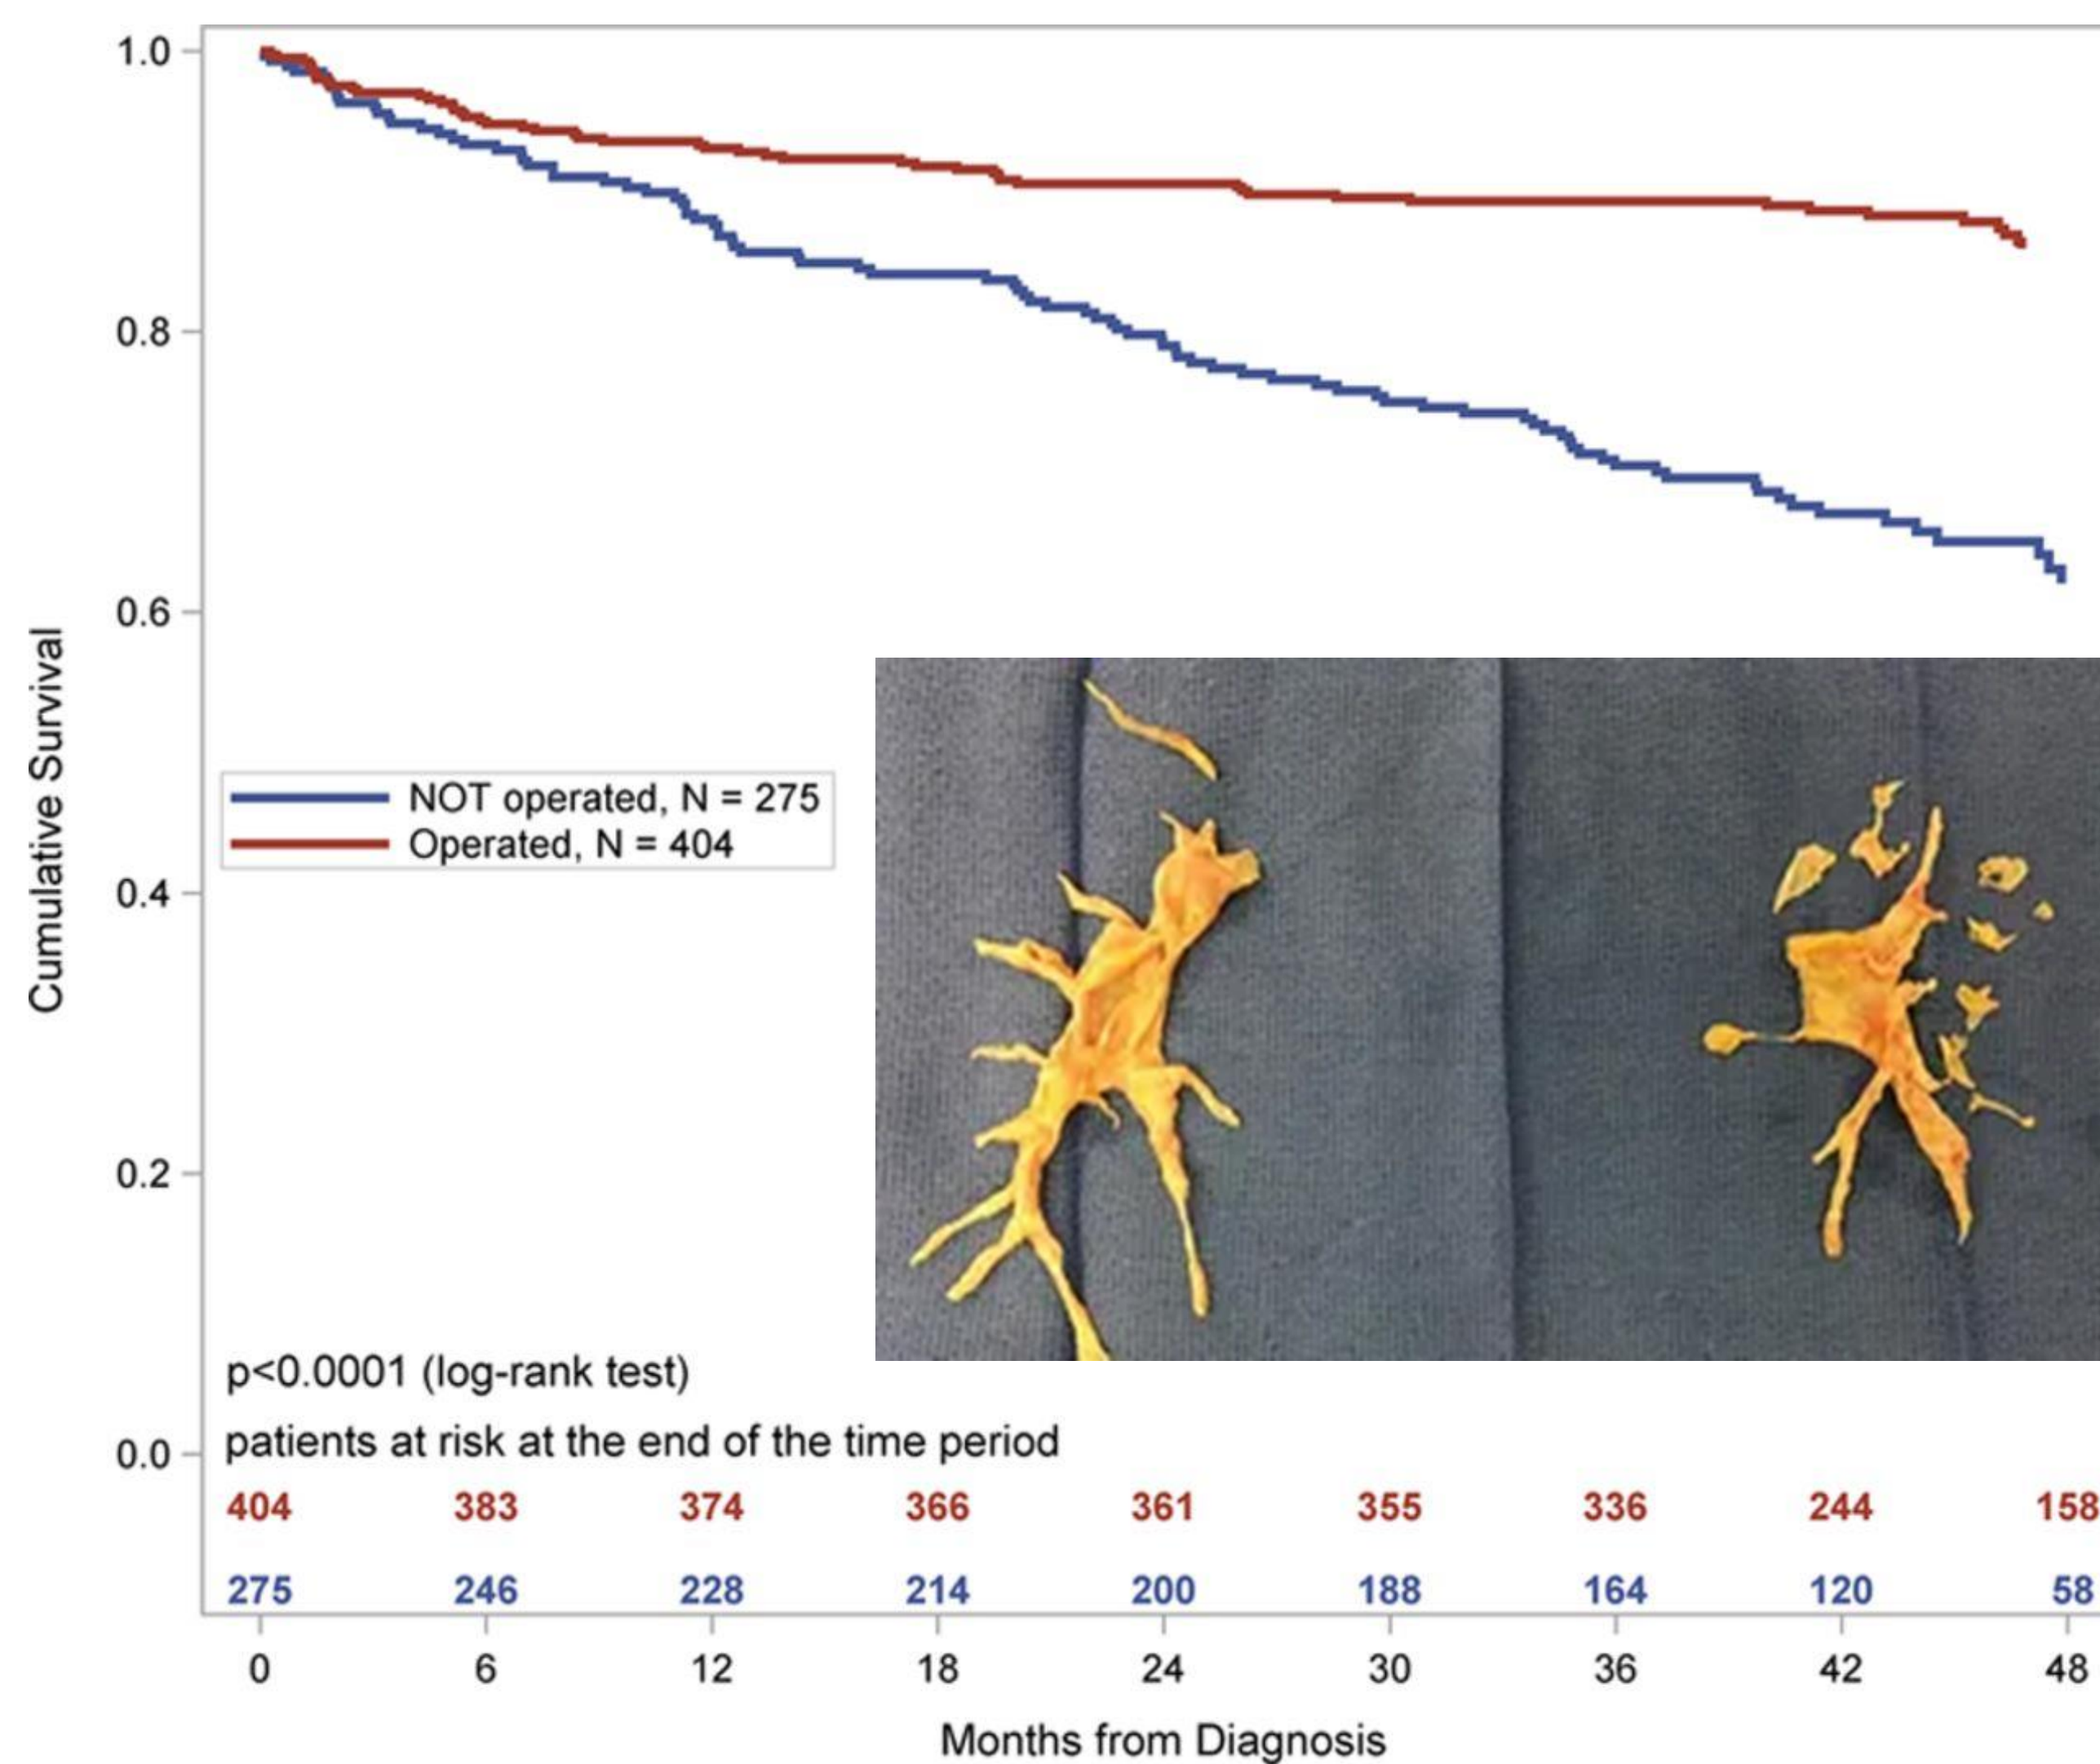 Cumulative Survival
1.0
0.8
0.6
0.4
0.2
0.0
NOT operated, N = 275
Operated, N = 404
p<0.0001 (log-rank test)
patients at risk at the end of the time period
404 383 374 366 361 355 336 244 158
275 246 228 214 200 188 164 120 58
0 6 12 18 24 30 36 42 48
Months from Diagnosis